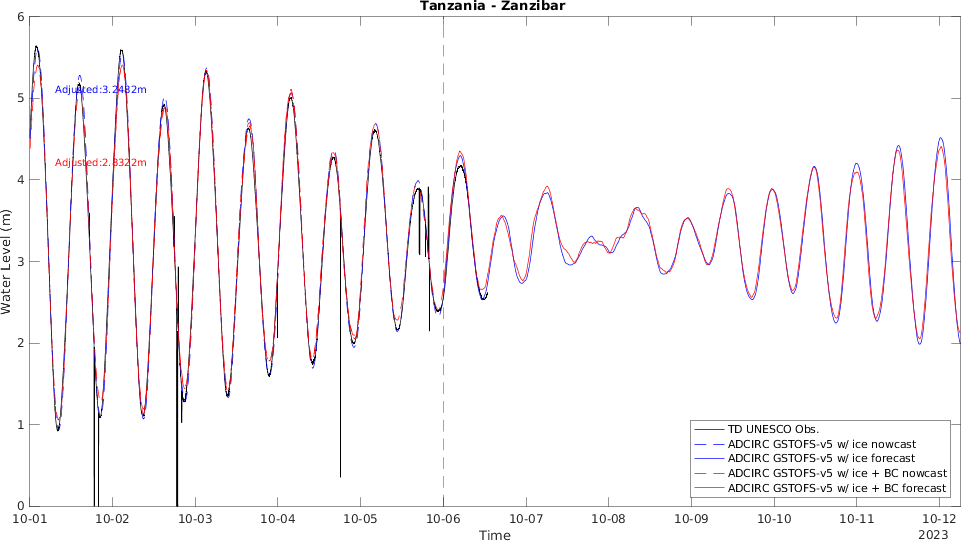 Tanzania - Zanzibar
6
5
4
3
2
1
0
Water Level (m)
Adjusted:3.2432m
Adjusted:2.8322m
TD UNESCO Obs.
ADCIRC GSTOFS-v5 w/ ice nowcast
ADCIRC GSTOFS-v5 w/ ice forecast
ADCIRC GSTOFS-v5 w/ ice + BC nowcast
ADCIRC GSTOFS-v5 w/ ice + BC forecast
10-01 10-02 10-03 10-04 10-05 10-06 10-07 10-08 10-09 10-10 10-11 10-12
Time
2023